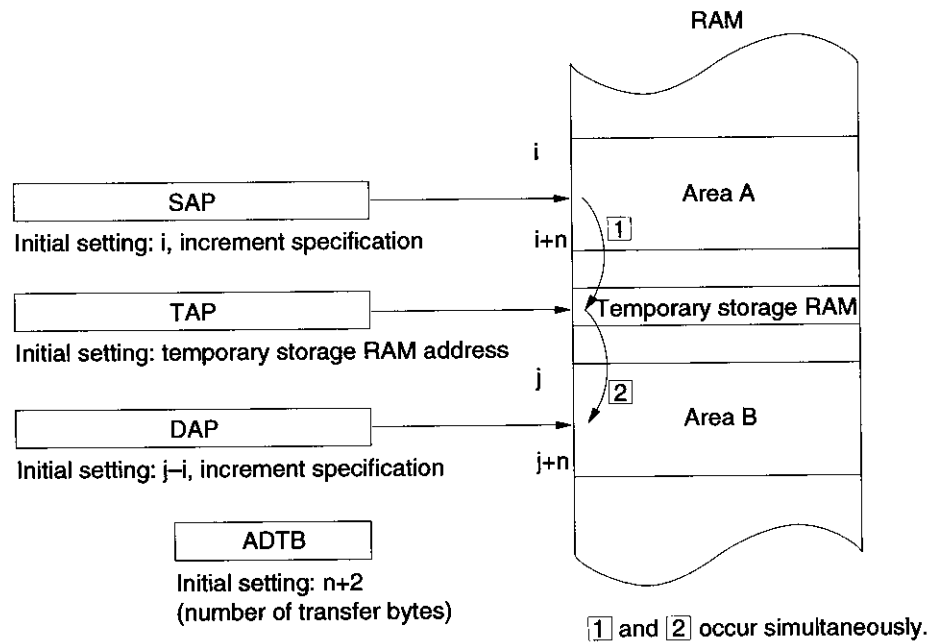 RAM
i
Area A
SAP
Initial setting: i, increment specification
i+n
1
TAP
Temporary storage RAM
Initial setting: temporary storage RAM address
j
2
DAP
Area B
Initial setting: j–i, increment specification
j+n
ADTB
Initial setting: n+2
(number of transfer bytes)
1 and 2 occur simultaneously.